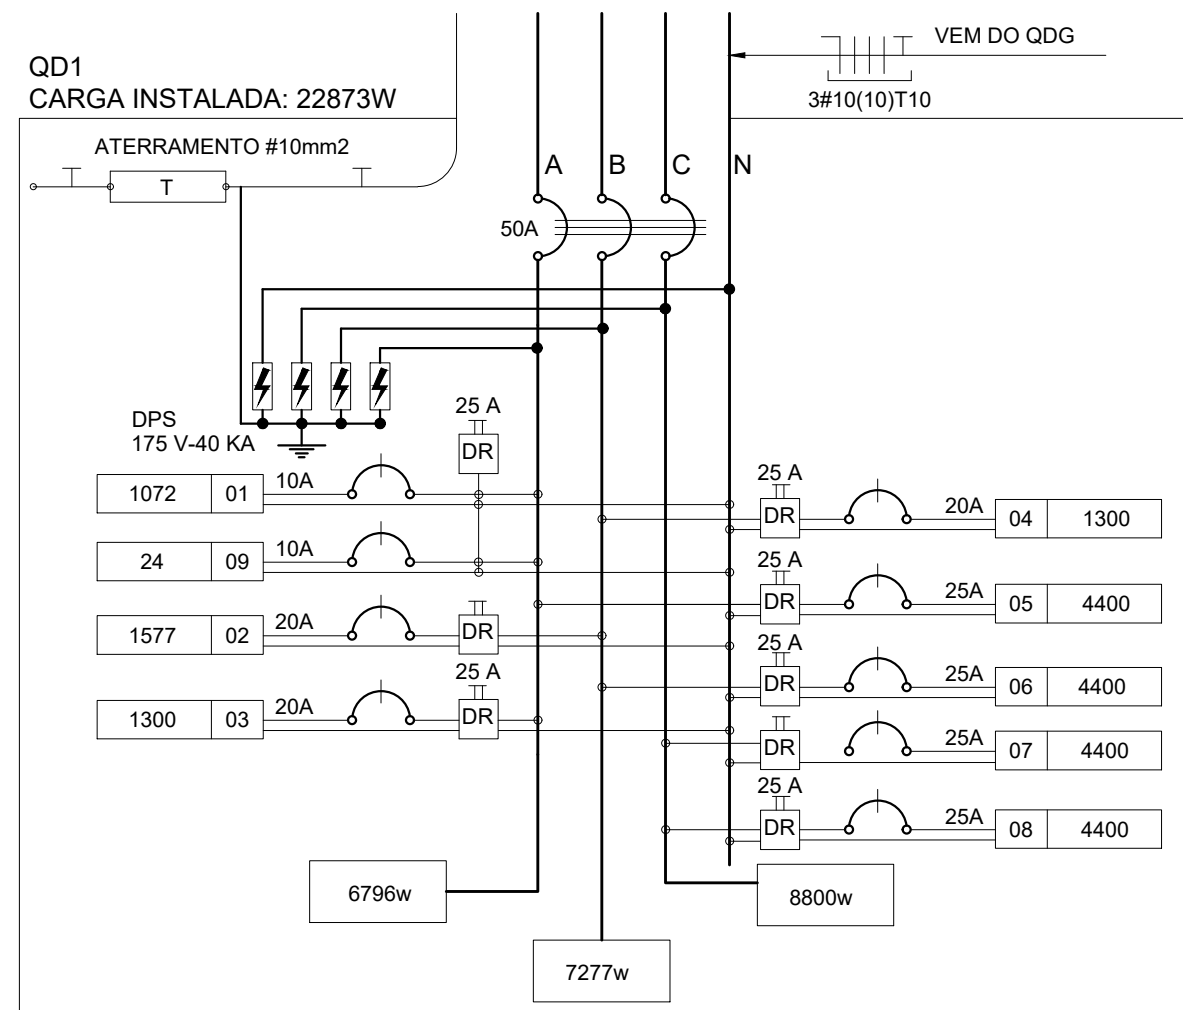 VEM DO QDG
QD1
CARGA INSTALADA: 22873W
3#10(10)T10
ATERRAMENTO #10mm2
T
A
B
C
N
50A
DPS
175 V-40 KA
25 A
DR
1072 01 10A
24 09 10A
1577 02 20A DR
25 A
1300 03 20A DR
25 A
DR 20A 04 1300
25 A
DR 25A 05 4400
25 A
DR 25A 06 4400
DR 25A 07 4400
25 A
DR 25A 08 4400
6796w
8800w
7277w